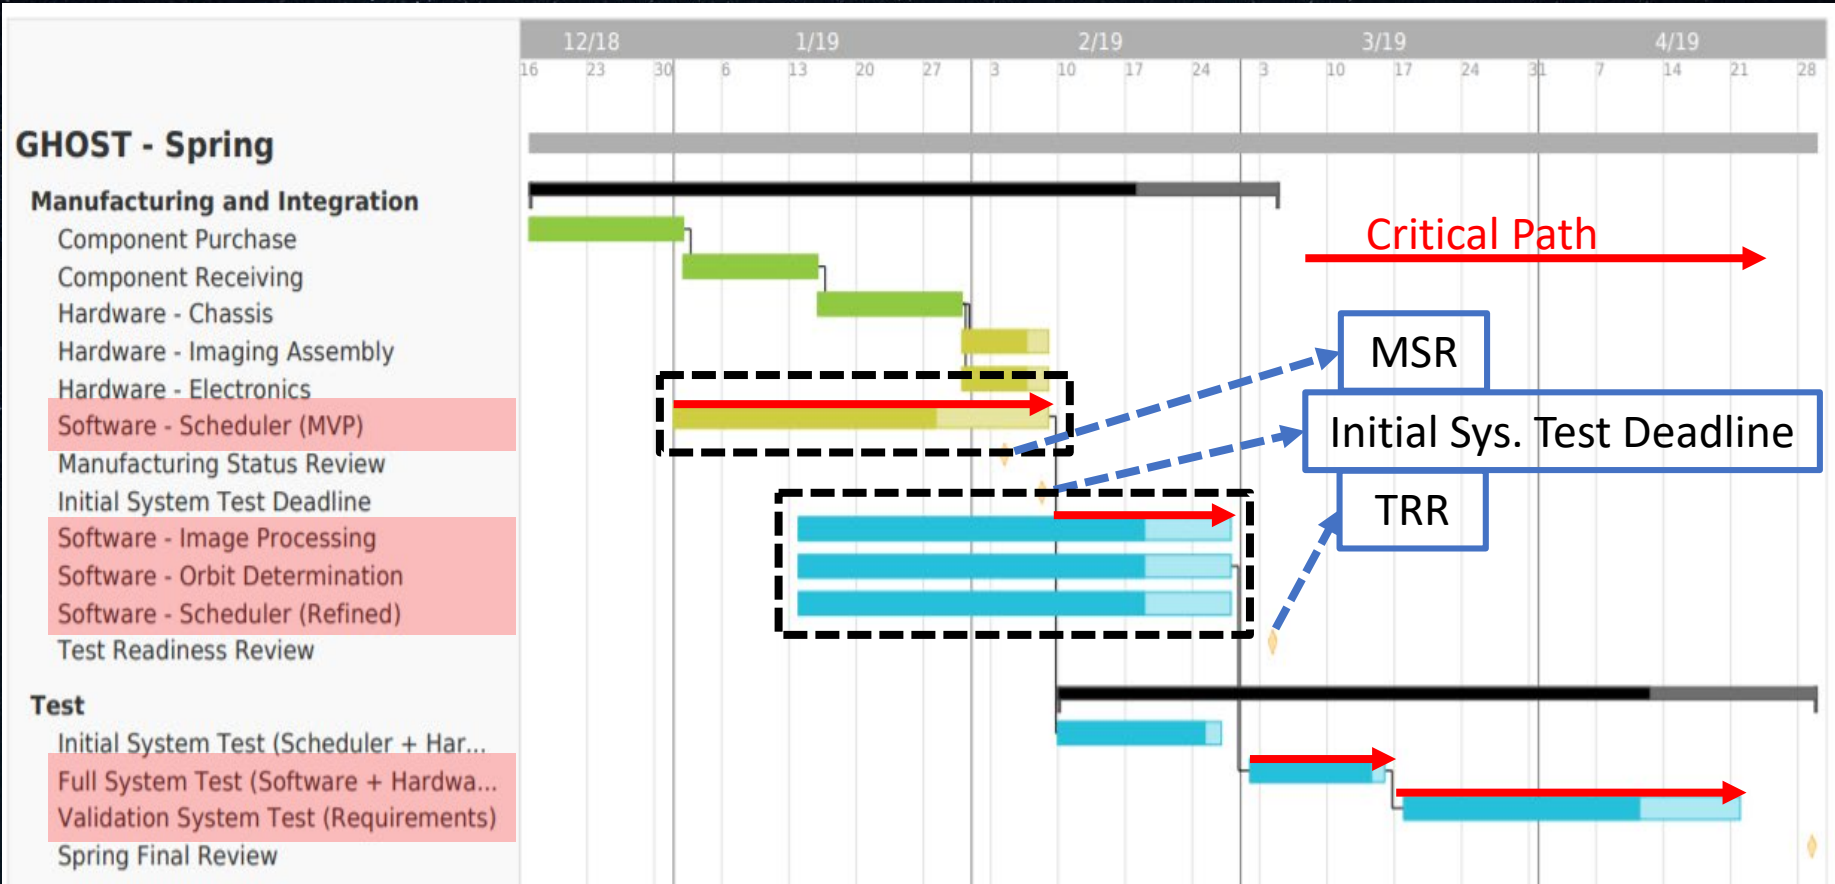 12/18 1/19 2/19 3/19 4/19
16 23 30 6 13 20 27 3 10 17 24 3 10 17 24 31 7 14 21 28
GHOST - Spring
Manufacturing and Integration
Component Purchase
Critical Path
Component Receiving
Hardware - Chassis
Hardware - Imaging Assembly
MSR
Hardware - Electronics
Software - Scheduler (MVP)
Initial Sys. Test Deadline
Manufacturing Status Review
Initial System Test Deadline
TRR
Software - Image Processing
Software - Orbit Determination
Software - Scheduler (Refined)
Test Readiness Review
Test
Initial System Test (Scheduler + Har...
Full System Test (Software + Hardwa...
Validation System Test (Requirements)
Spring Final Review